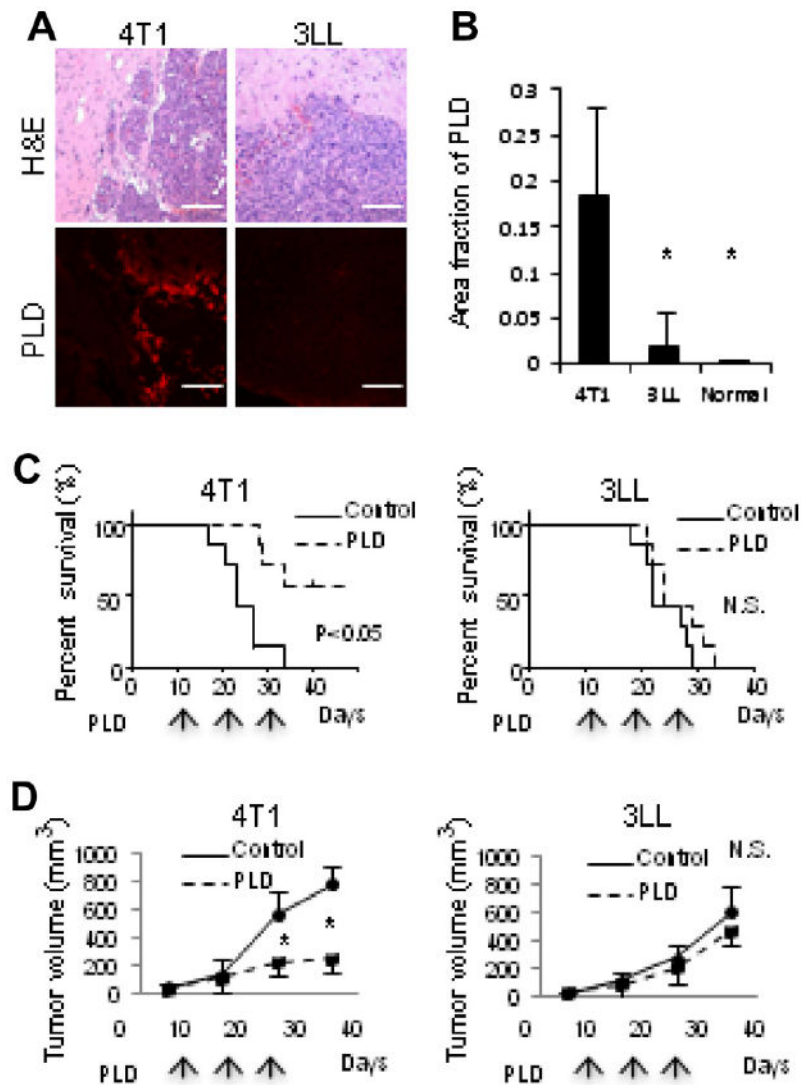 A
4T1 3LL
H&E
PLD
B
Area fraction of PLD
0.3
0.25
0.2
0.15
0.1
0.05
0
* *
4T1 3LL Normal
C
4T1
Control
PLD
Percent survival (%)
100
50
0
P<0.05
0 10 20 30 40
Days
PLD
3LL
Control
PLD
Percent survival (%)
100
50
0
N.S.
0 10 20 30 40
Days
PLD
D
4T1
Control
PLD
Tumor volume (mm3)
1000
800
600
400
200
0
* *
0 10 20 30 40
Days
PLD
3LL
Control
PLD
N.S.
Tumor volume (mm3)
1000
800
600
400
200
0
0 10 20 30 40
Days
PLD